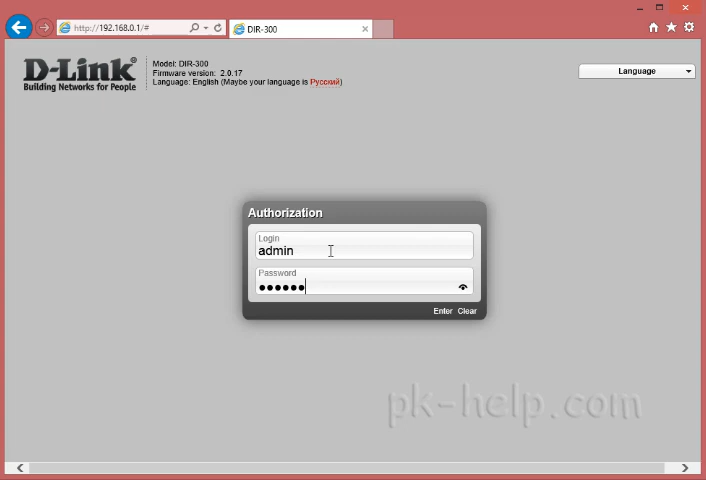 http://192.168.0.1/#
DIR-300
D-Link®
Building Networks for People
Model: DIR-300
Firmware version: 2.0.17
Language: English (Maybe your language is Русский)
Language
Authorization
Login
admin
Password
●●●●●●
Enter Clear
pk-help.com